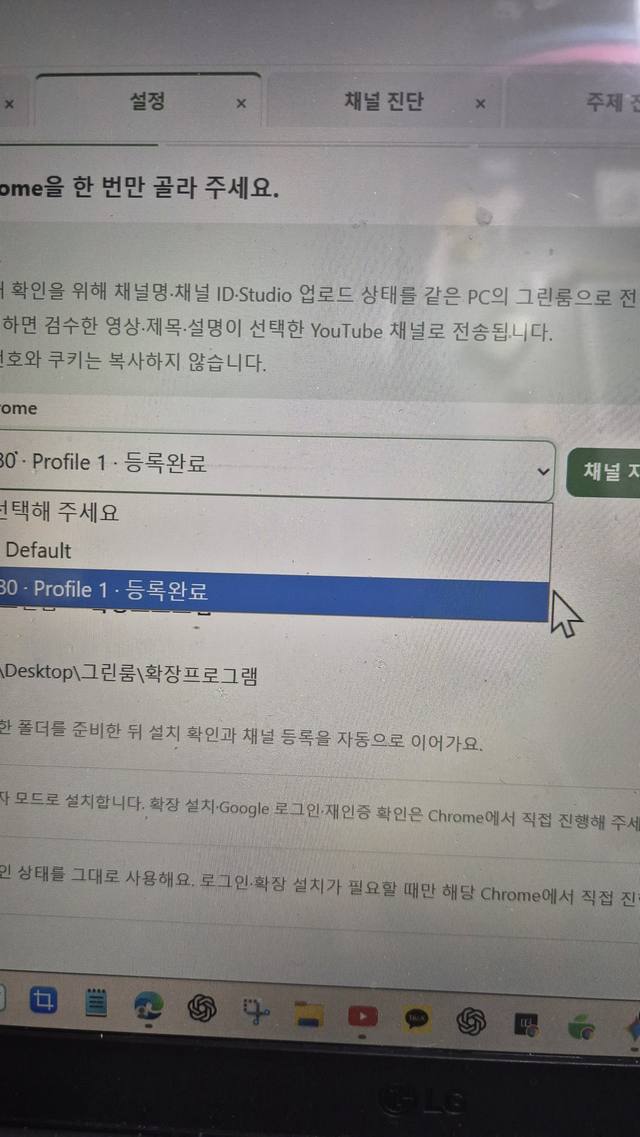 설정
채널 진단
주제
ome을 한 번만 골라 주세요.
확인을 위해 채널명·채널 ID·Studio 업로드 상태를 같은 PC의 그린룸으로 전
하면 검수한 영상·제목·설명이 선택한 YouTube 채널로 전송됩니다.
번호와 쿠키는 복사하지 않습니다.
rome
30 · Profile 1 · 등록완료
채널
선택해 주세요
Default
30 · Profile 1 · 등록완료
\Desktop\그린룸\확장프로그램
한 폴더를 준비한 뒤 설치 확인과 채널 등록을 자동으로 이어가요.
자 모드로 설치합니다. 확장 설치·Google 로그인·재인증 확인은 Chrome에서 직접 진행해 주세
인 상태를 그대로 사용해요. 로그인·확장 설치가 필요할 때만 해당 Chrome에서 직접 진
LG